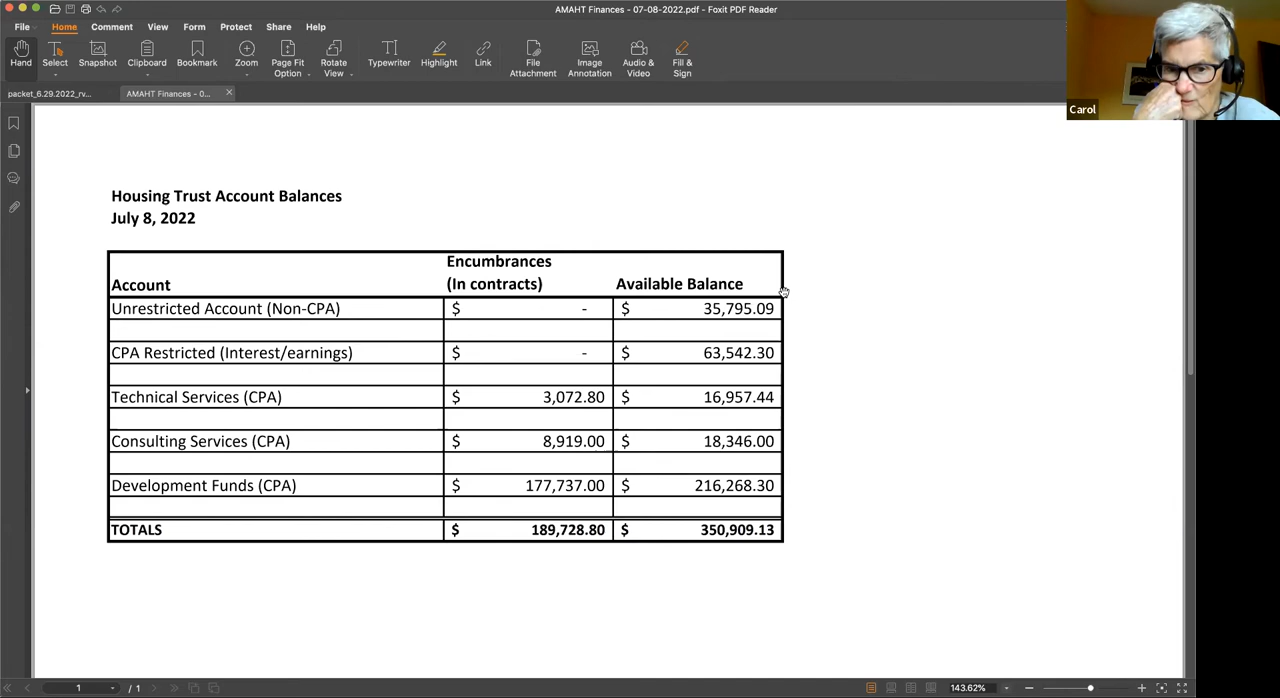 AMAHT Finances - 07-08-2022.pdf - Foxit PDF Reader
File Home Comment View Form Protect Share Help
Hand Select Snapshot Clipboard Bookmark Zoom Page Fit Option Rotate View Typewriter Highlight Link File Attachment Image Annotation Audio & Video Fill & Sign
packet_6.29.2022_rv... AMAHT Finances - 0...
Carol
Housing Trust Account Balances
July 8, 2022
Account Encumbrances (In contracts) Available Balance
Unrestricted Account (Non-CPA) $ - $ 35,795.09
CPA Restricted (Interest/earnings) $ - $ 63,542.30
Technical Services (CPA) $ 3,072.80 $ 16,957.44
Consulting Services (CPA) $ 8,919.00 $ 18,346.00
Development Funds (CPA) $ 177,737.00 $ 216,268.30
TOTALS $ 189,728.80 $ 350,909.13
1 / 1 143.62%